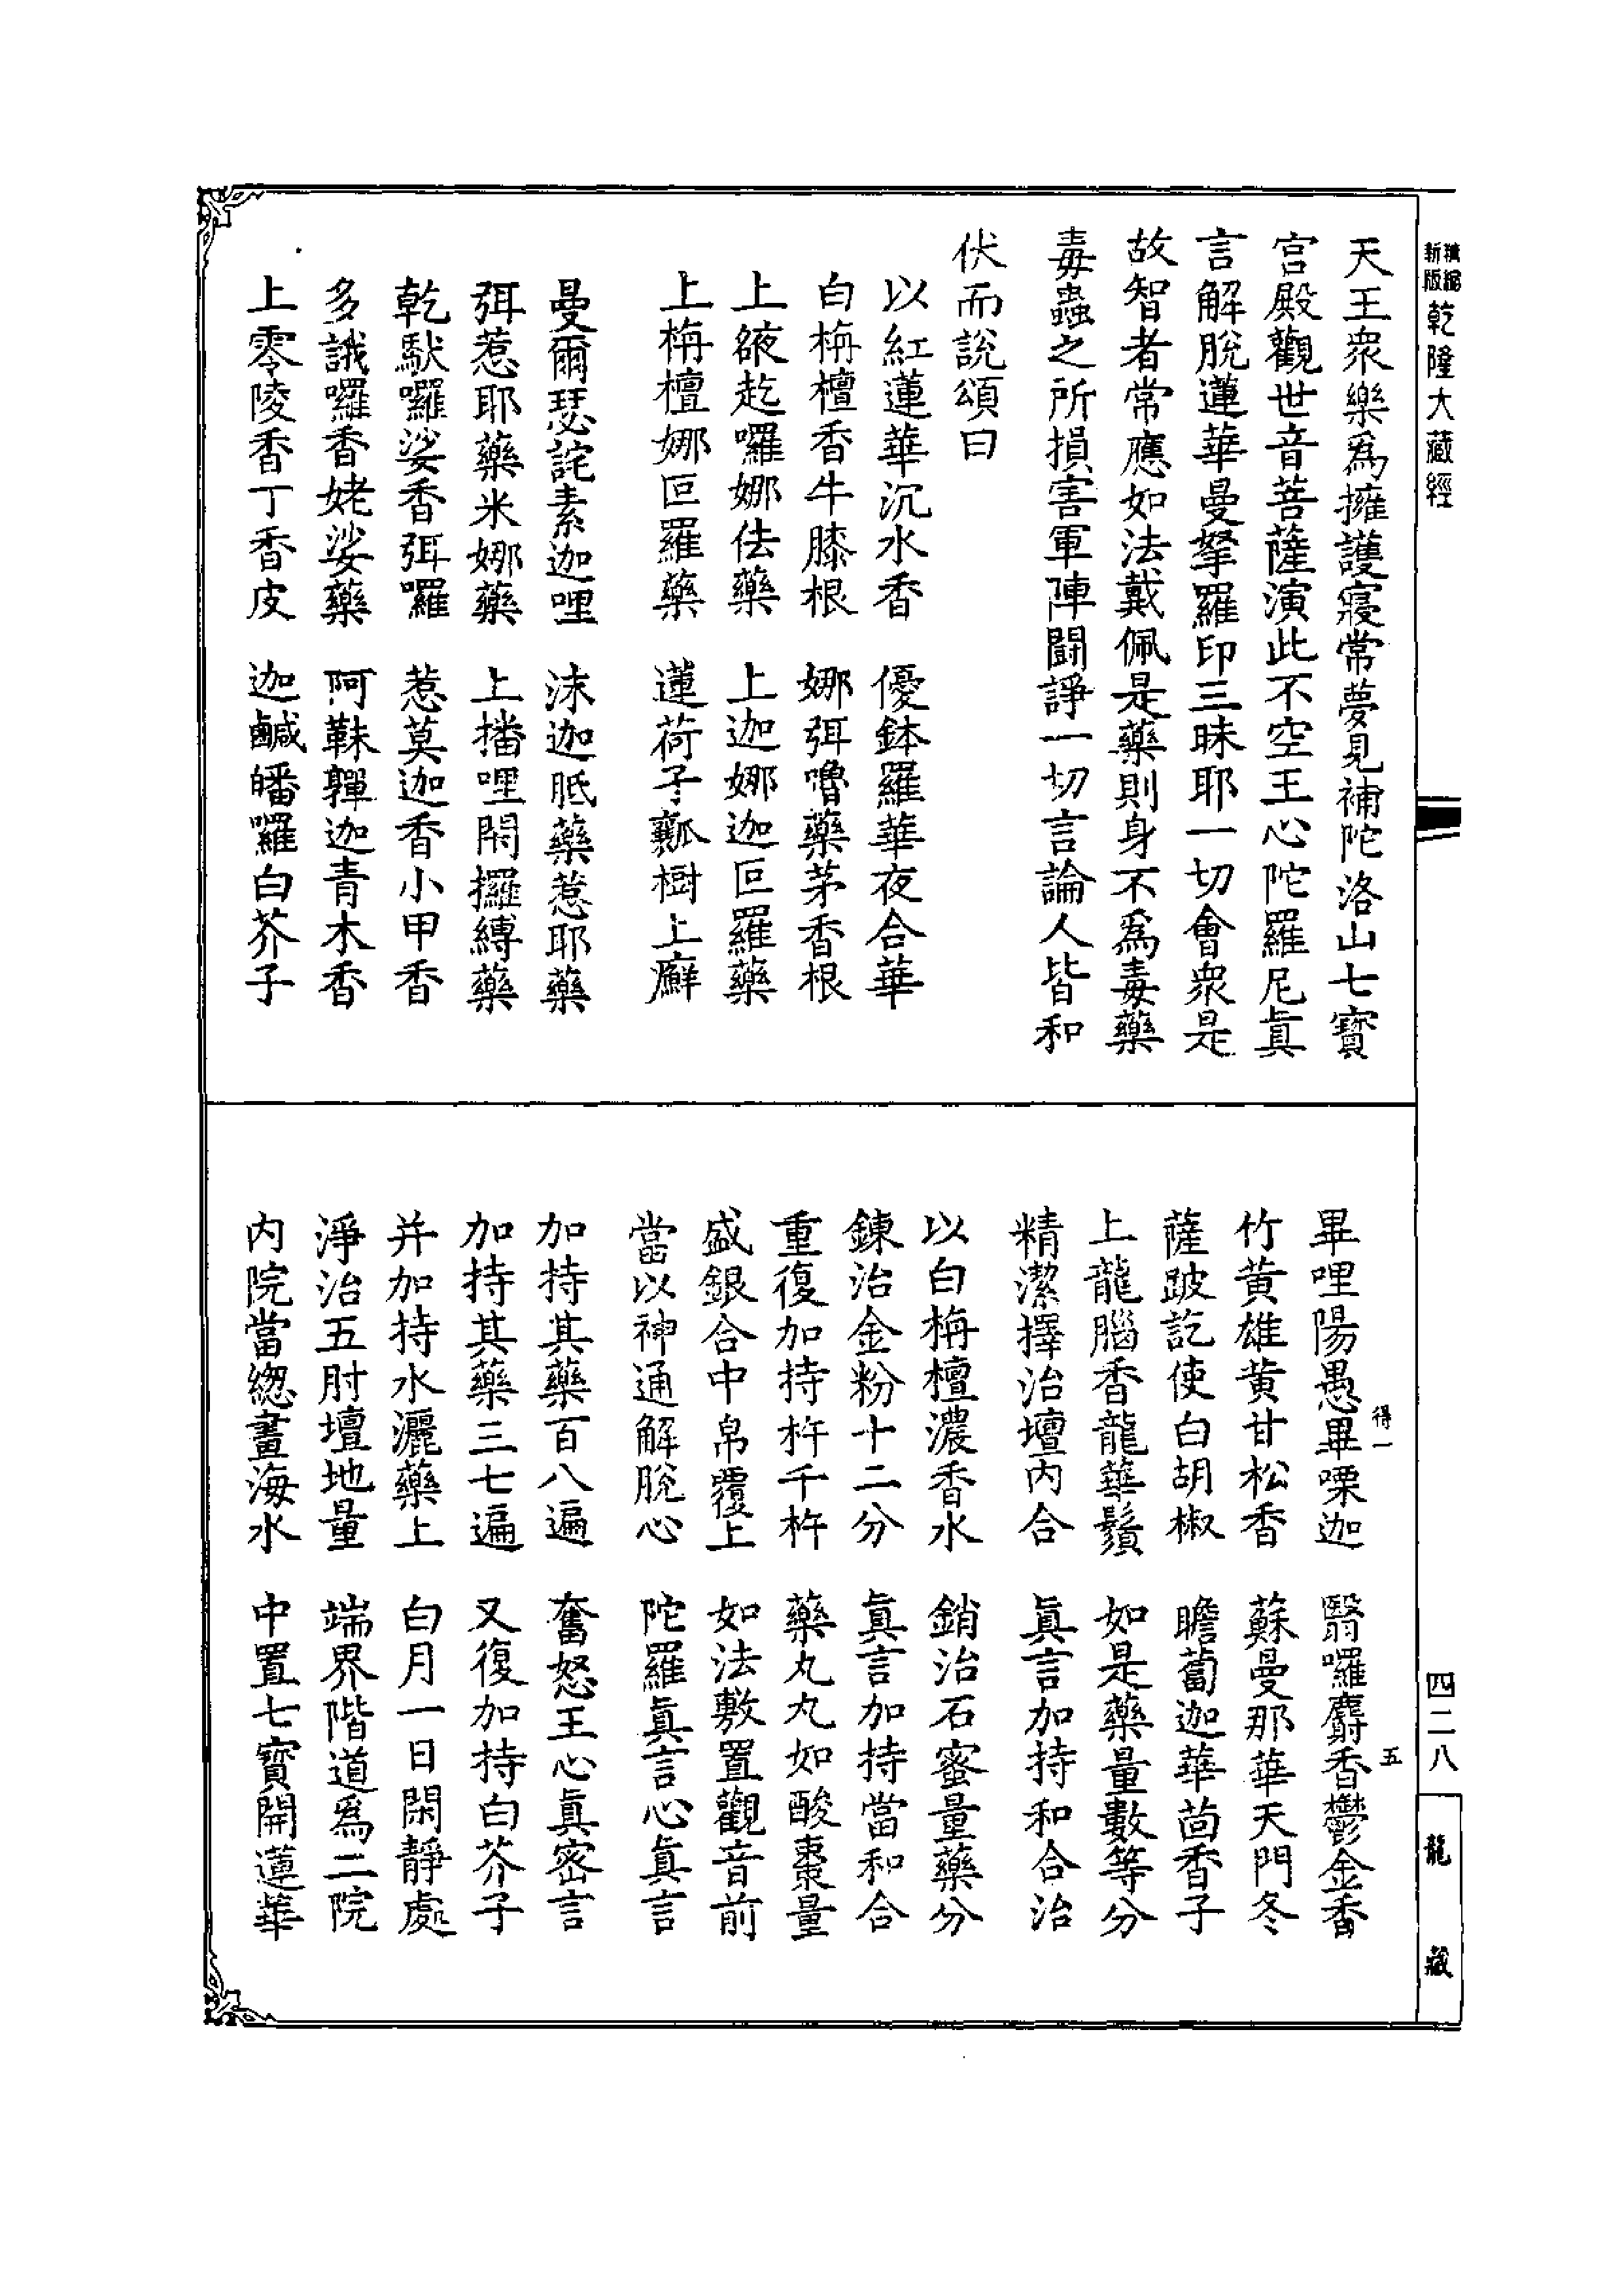 新版 乾隆大藏經
天王衆樂爲擁護寢常夢見補陀洛山七寶
宮殿觀世音菩薩演此不空王心陀羅尼眞
言解脫蓮華曼拏羅印三昧耶一切會衆是
故智者常應如法戴佩是藥則身不爲毒藥
毒蟲之所損害軍陣鬪諍一切言論人皆和
伏而說頌曰
以紅蓮華沉水香 優鉢羅華夜合華
白栴檀香牛膝根 娜弭嚕藥茅香根
上䤈訖囉娜佉藥 上迦娜迦叵羅藥
上栴檀娜叵羅藥 蓮荷子瓤樹上癬
曼爾瑟詫素迦哩 沫迦胝藥惹耶藥
弭惹耶藥米娜藥 上播哩閇攞縛藥
乾馱囉娑香弭囉 惹莫迦香小甲香
多誐囉香姥娑藥 阿靺鞸迦青木香
上零陵香丁香皮 迦鹹皤囉白芥子
畢哩陽愚畢㗚迦 翳囉麝香鬱金香
竹黄雄黄甘松香 蘇曼那華天門冬
薩跛訖使白胡椒 瞻蔔迦華茴香子
上龍腦香龍華鬚 如是藥量數等分
精潔擇治壇內合 眞言加持和合治
以白栴檀濃香水 銷治石蜜量藥分
鍊治金粉十二分 眞言加持當和合
重復加持杵千杵 藥丸丸如酸棗量
盛銀合中帛覆上 如法敷置觀音前
當以神通解脫心 陀羅眞言心眞言
加持其藥百八遍 奮怒王心眞密言
加持其藥三七遍 又復加持白芥子
并加持水灑藥上 白月一日閑靜處
淨治五肘壇地量 端界階道爲二院
内院當緫畫海水 中置七寶開蓮華
得一
五
四二八
龍藏